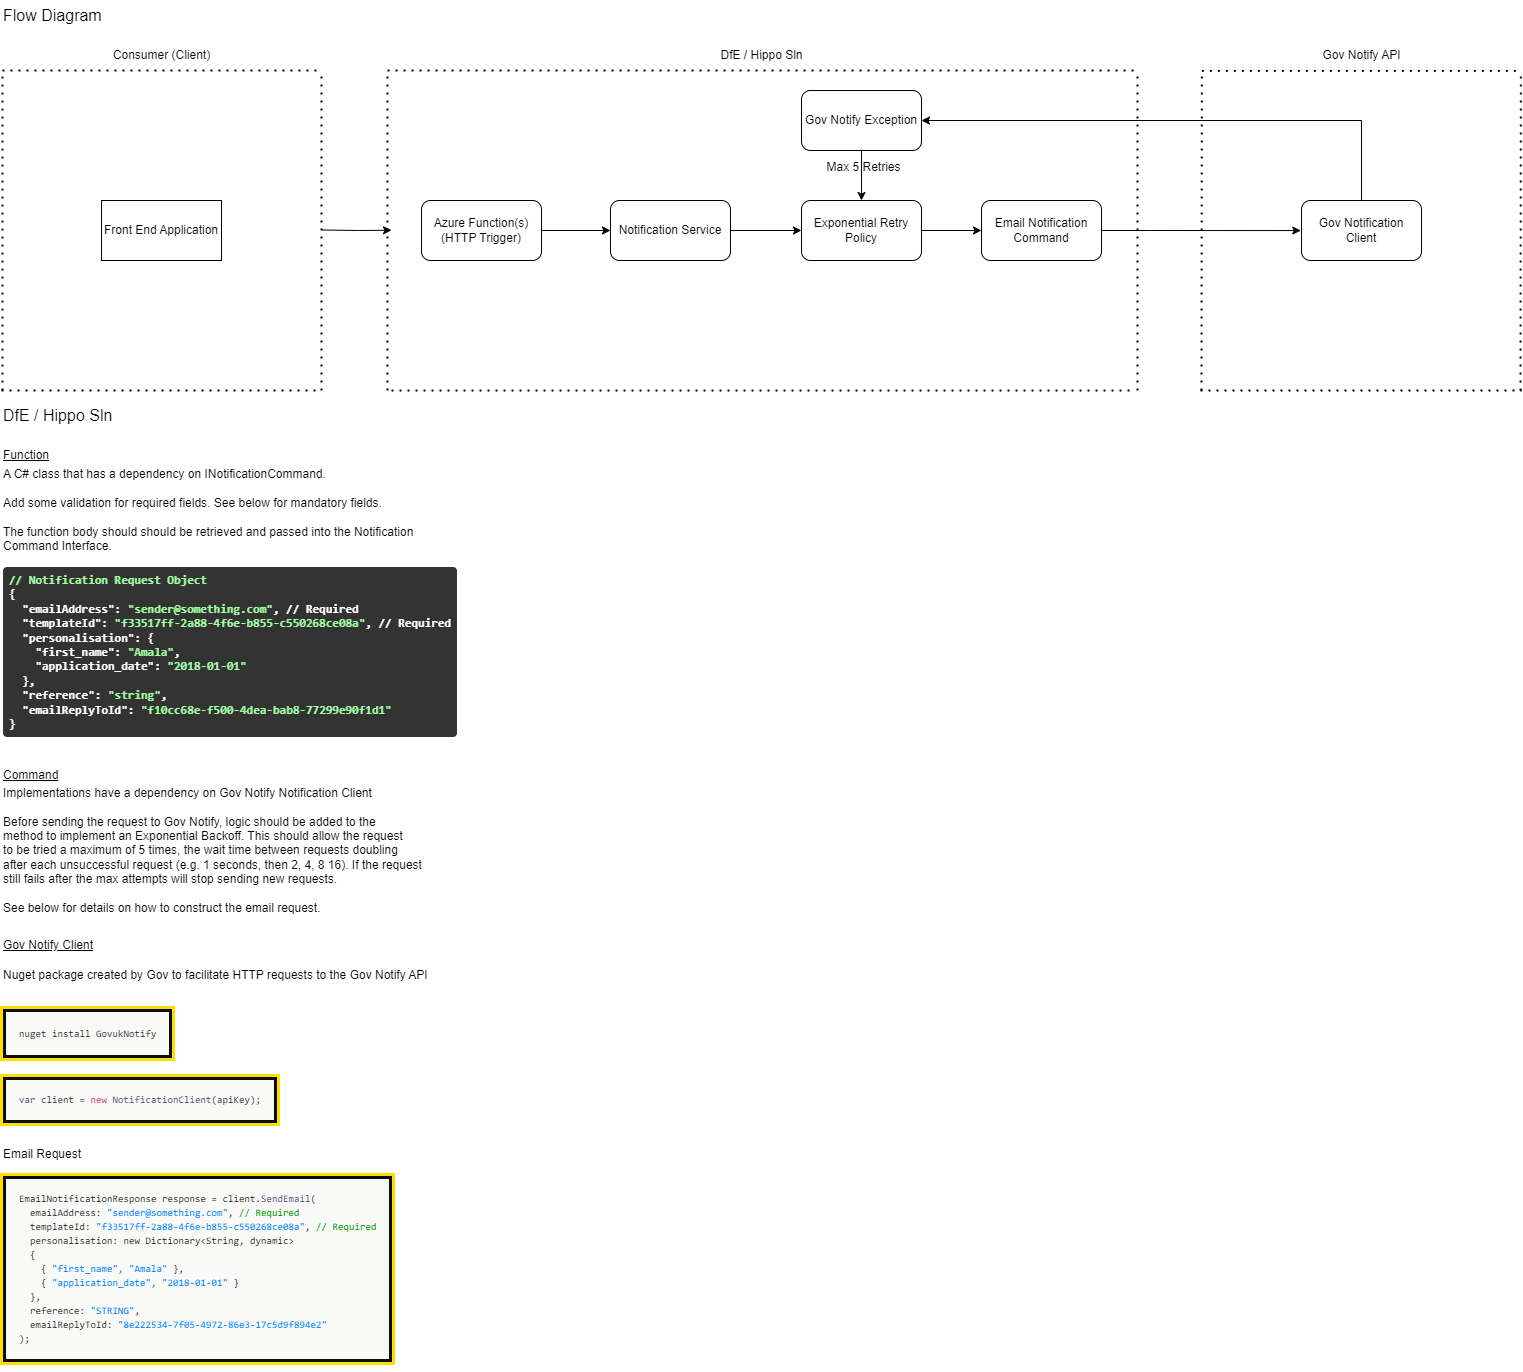 Flow Diagram
Consumer (Client)
DfE / Hippo Sln
Gov Notify API
Gov Notify Exception
Max 5 Retries
Front End Application
Azure Function(s)
(HTTP Trigger)
Notification Service
Exponential Retry
Policy
Email Notification
Command
Gov Notification
Client
DfE / Hippo Sln
Function
A C# class that has a dependency on INotificationCommand.
Add some validation for required fields. See below for mandatory fields.
The function body should should be retrieved and passed into the Notification
Command Interface.
// Notification Request Object
{
"emailAddress": "sender@something.com", // Required
"templateId": "f33517ff-2a88-4f6e-b855-c550268ce08a", // Required
"personalisation": {
"first_name": "Amala",
"application_date": "2018-01-01"
},
"reference": "string",
"emailReplyToId": "f10cc68e-f500-4dea-bab8-77299e90f1d1"
}
Command
Implementations have a dependency on Gov Notify Notification Client
Before sending the request to Gov Notify, logic should be added to the
method to implement an Exponential Backoff. This should allow the request
to be tried a maximum of 5 times, the wait time between requests doubling
after each unsuccessful request (e.g. 1 seconds, then 2, 4, 8 16). If the request
still fails after the max attempts will stop sending new requests.
See below for details on how to construct the email request.
Gov Notify Client
Nuget package created by Gov to facilitate HTTP requests to the Gov Notify API
nuget install GovukNotify
var client = new NotificationClient(apiKey);
Email Request
EmailNotificationResponse response = client.SendEmail(
emailAddress: "sender@something.com", // Required
templateId: "f33517ff-2a88-4f6e-b855-c550268ce08a", // Required
personalisation: new Dictionary<String, dynamic>
{
{ "first_name", "Amala" },
{ "application_date", "2018-01-01" }
},
reference: "STRING",
emailReplyToId: "8e222534-7f05-4972-86e3-17c5d9f894e2"
);